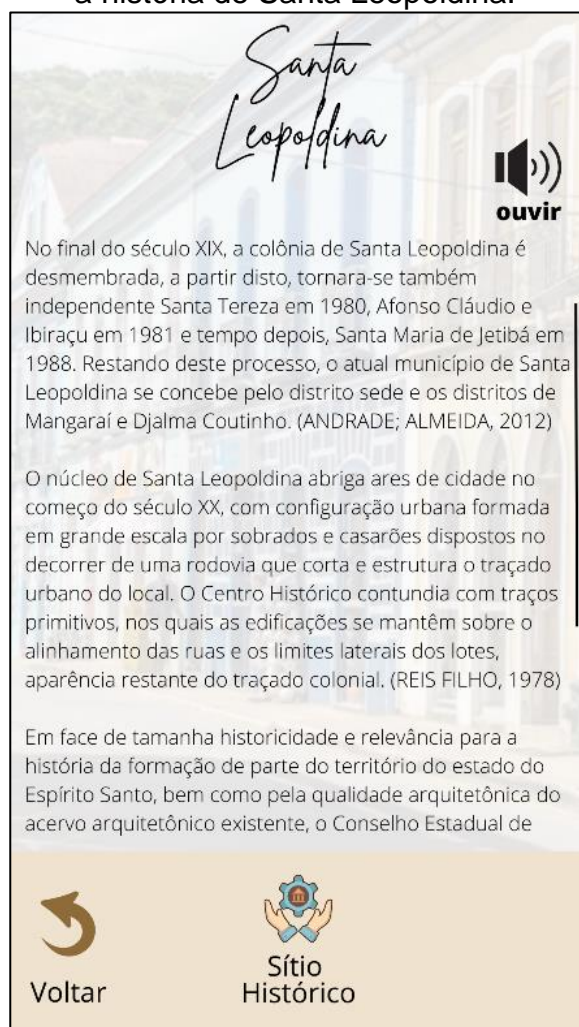 a história de Santa Leopoldina.
Santa
Leopoldina
ouvir
No final do século XIX, a colônia de Santa Leopoldina é
desmembrada, a partir disto, tornara-se também
independente Santa Tereza em 1980, Afonso Cláudio e
Ibiraçu em 1981 e tempo depois, Santa Maria de Jetibá em
1988. Restando deste processo, o atual município de Santa
Leopoldina se concebe pelo distrito sede e os distritos de
Mangaraí e Djalma Coutinho. (ANDRADE; ALMEIDA, 2012)
O núcleo de Santa Leopoldina abriga ares de cidade no
começo do século XX, com configuração urbana formada
em grande escala por sobrados e casarões dispostos no
decorrer de uma rodovia que corta e estrutura o traçado
urbano do local. O Centro Histórico contundia com traços
primitivos, nos quais as edificações se mantêm sobre o
alinhamento das ruas e os limites laterais dos lotes,
aparência restante do traçado colonial. (REIS FILHO, 1978)
Em face de tamanha historicidade e relevância para a
história da formação de parte do território do estado do
Espírito Santo, bem como pela qualidade arquitetônica do
acervo arquitetônico existente, o Conselho Estadual de
Voltar
Sítio
Histórico